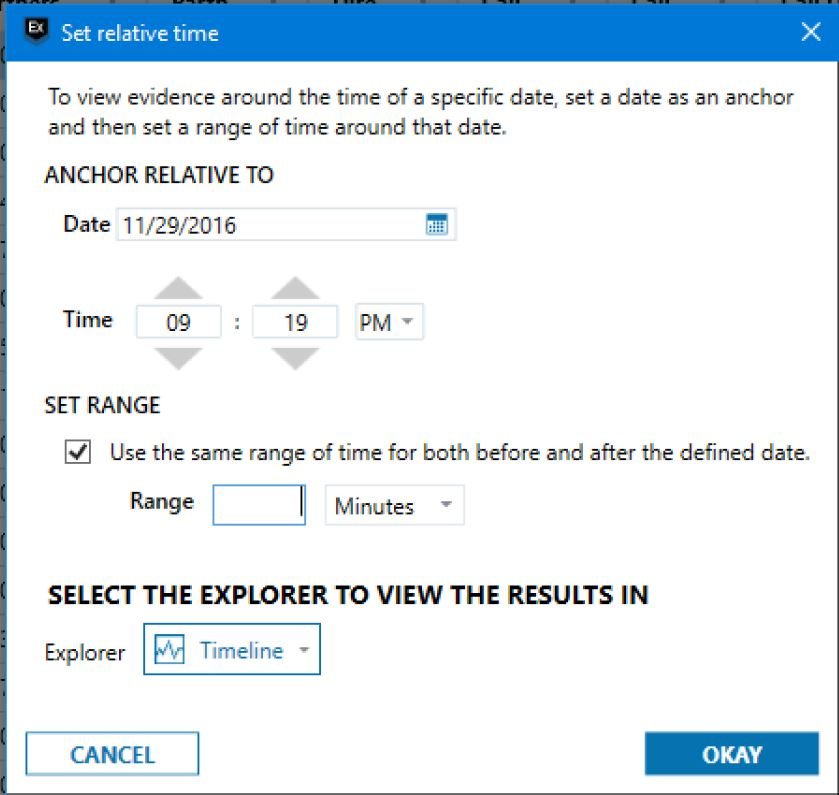 Ex Set relative time
To view evidence around the time of a specific date, set a date as an anchor
and then set a range of time around that date.
ANCHOR RELATIVE TO
Date 11/29/2016
Time 09 : 19 PM
SET RANGE
Use the same range of time for both before and after the defined date.
Range Minutes
SELECT THE EXPLORER TO VIEW THE RESULTS IN
Explorer Timeline
CANCEL OKAY